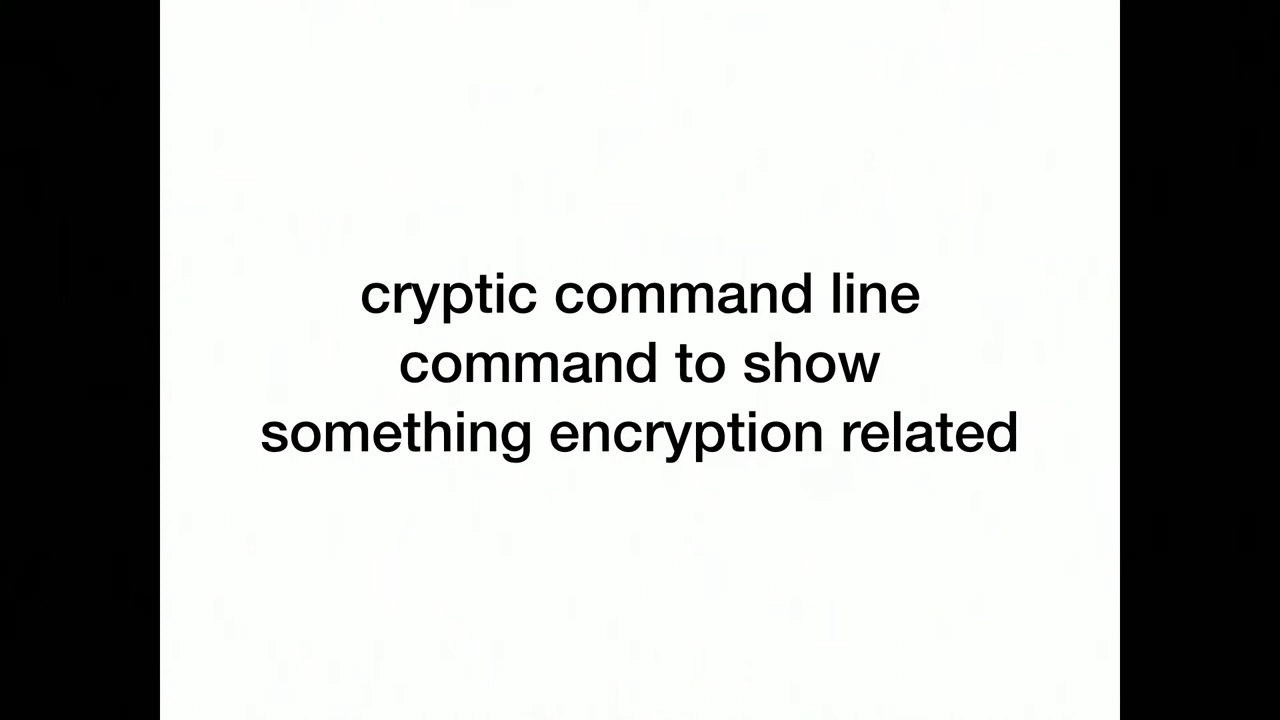 cryptic command line
command to show
something encryption related